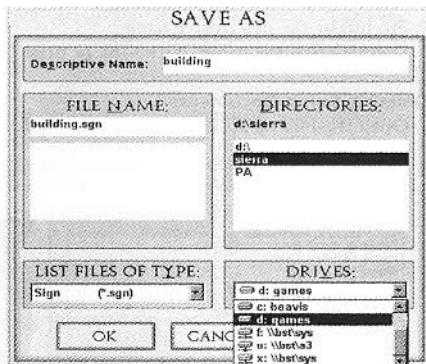 SAVE AS
Descriptive Name: building
FILE NAME:
building.sgn
DIRECTORIES:
d:\sierra
d:\
sierra
PA
LIST FILES OF TYPE:
Sign (*.sgn)
DRIVES:
d: games
c: beavis
d: games
f: \\bst\sys
u: \\bst\a3
x: \\bst\sys
OK
CANC